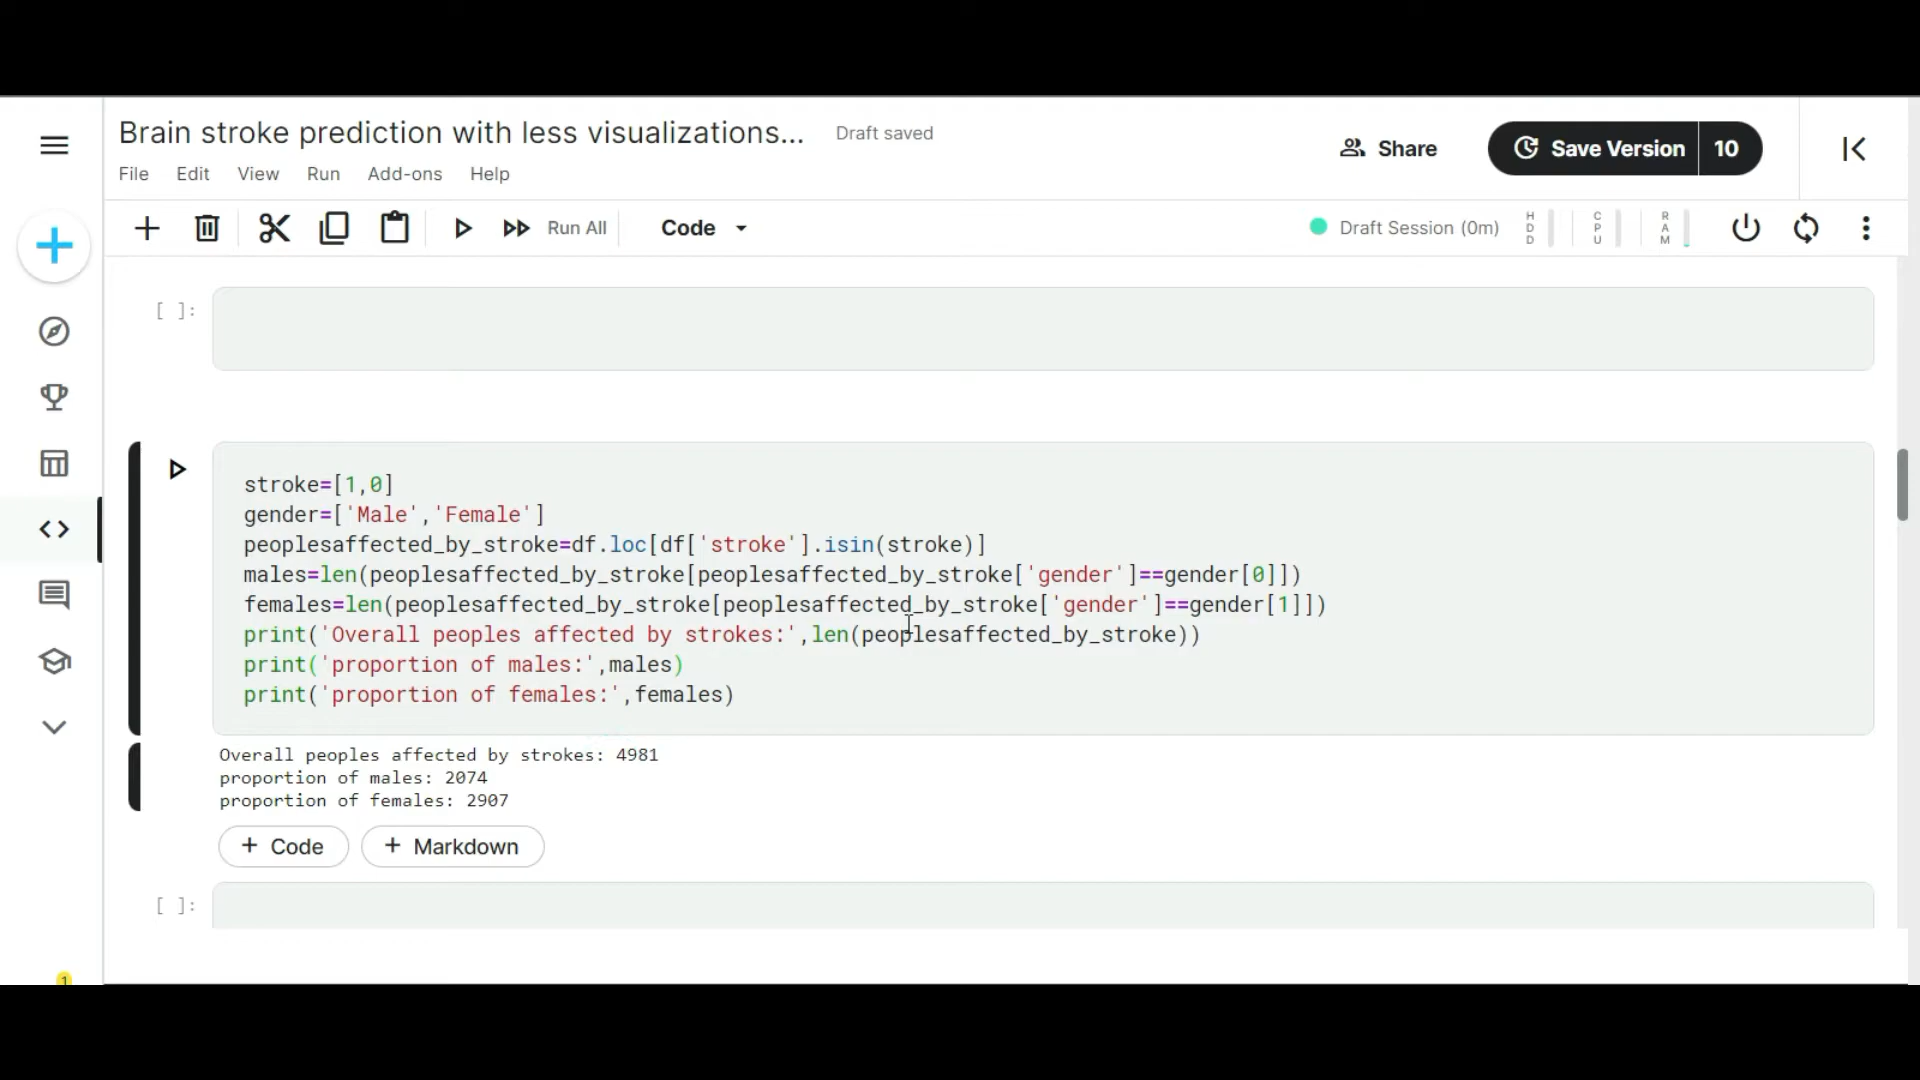 Brain stroke prediction with less visualizations...
Draft saved
File Edit View Run Add-ons Help
Share
Save Version 10
Run All
Code
Draft Session (0m)
HDD
CPU
RAM
[ ]:
stroke=[1,0]
gender=['Male','Female']
peoplesaffected_by_stroke=df.loc[df['stroke'].isin(stroke)]
males=len(peoplesaffected_by_stroke[peoplesaffected_by_stroke['gender']==gender[0]])
females=len(peoplesaffected_by_stroke[peoplesaffected_by_stroke['gender']==gender[1]])
print('Overall peoples affected by strokes:',len(peoplesaffected_by_stroke))
print('proportion of males:',males)
print('proportion of females:',females)
Overall peoples affected by strokes: 4981
proportion of males: 2074
proportion of females: 2907
+ Code + Markdown
[ ]:
1